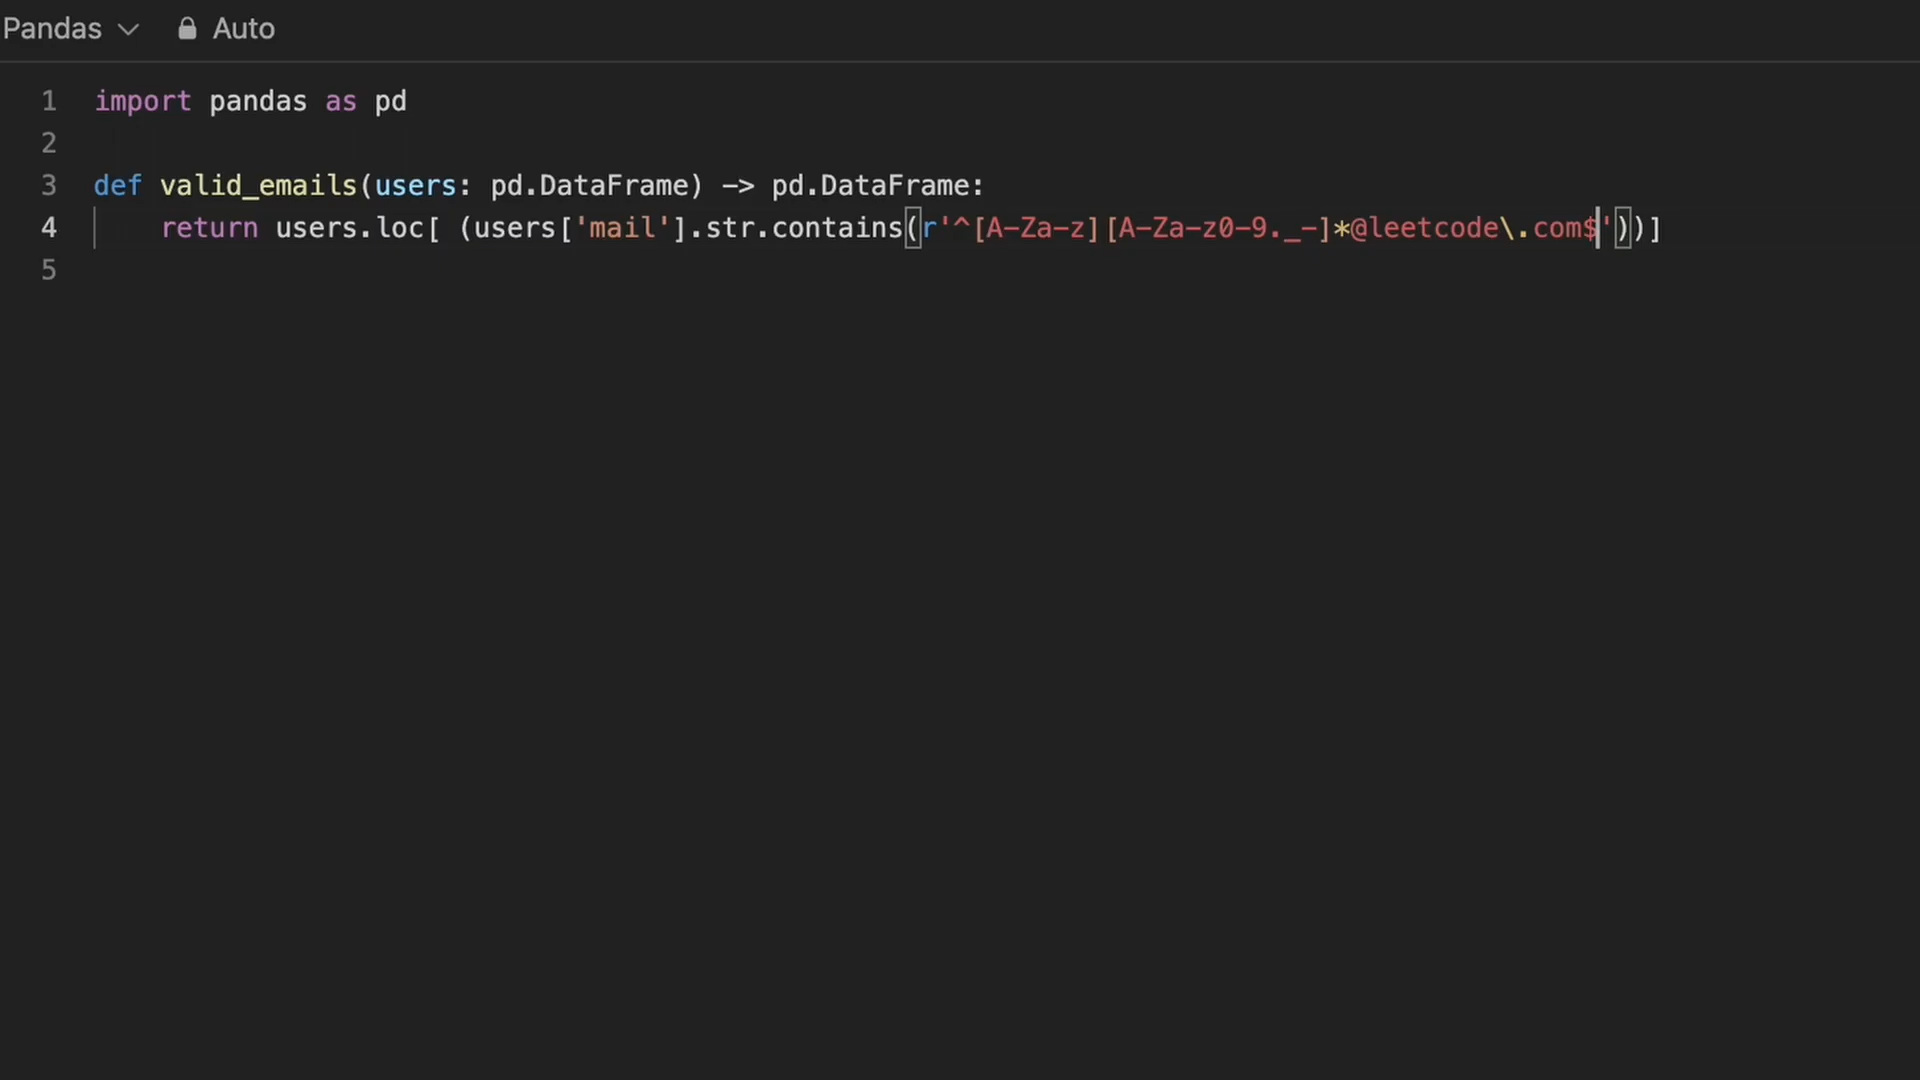 Pandas Auto
1 import pandas as pd
2
3 def valid_emails(users: pd.DataFrame) -> pd.DataFrame:
4     return users.loc[ (users['mail'].str.contains(r'^[A-Za-z][A-Za-z0-9._-]*@leetcode\.com$'))]
5